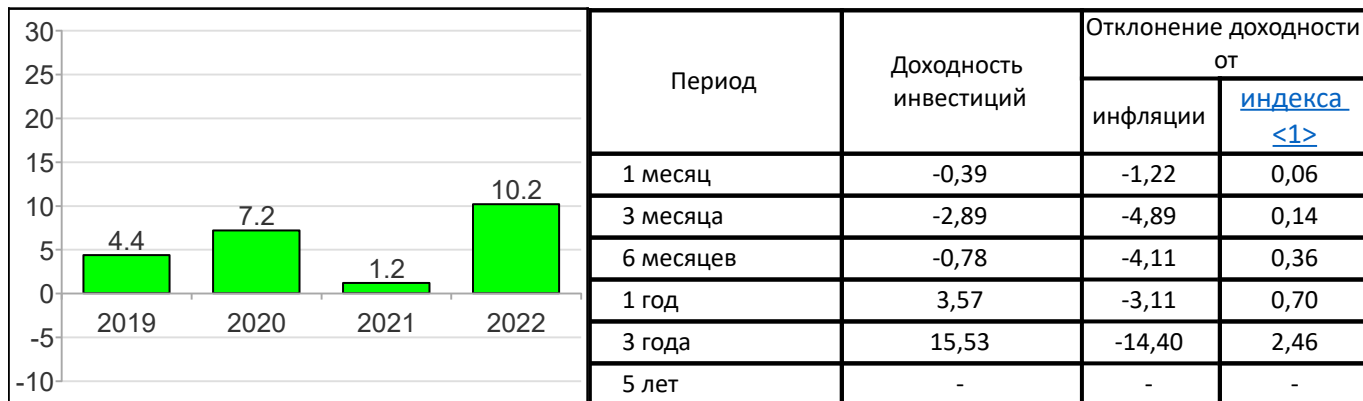 30
25
20
15
10
5
0
-5
-10
4.4
7.2
1.2
10.2
2019 2020 2021 2022
Период
Доходность
инвестиций
Отклонение доходности
от
инфляции
индекса
<1>
1 месяц -0,39 -1,22 0,06
3 месяца -2,89 -4,89 0,14
6 месяцев -0,78 -4,11 0,36
1 год 3,57 -3,11 0,70
3 года 15,53 -14,40 2,46
5 лет - - -